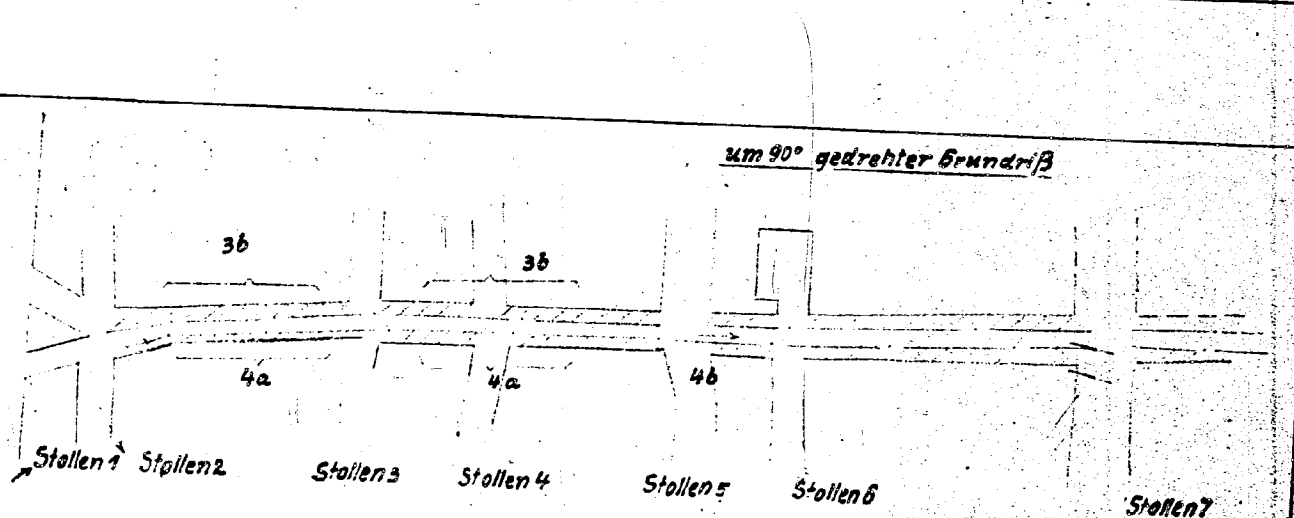 um 90° gedrehter Grundriß
3b
3b
4a
4a
4b
Stollen 1
Stollen 2
Stollen 3
Stollen 4
Stollen 5
Stollen 6
Stollen 7